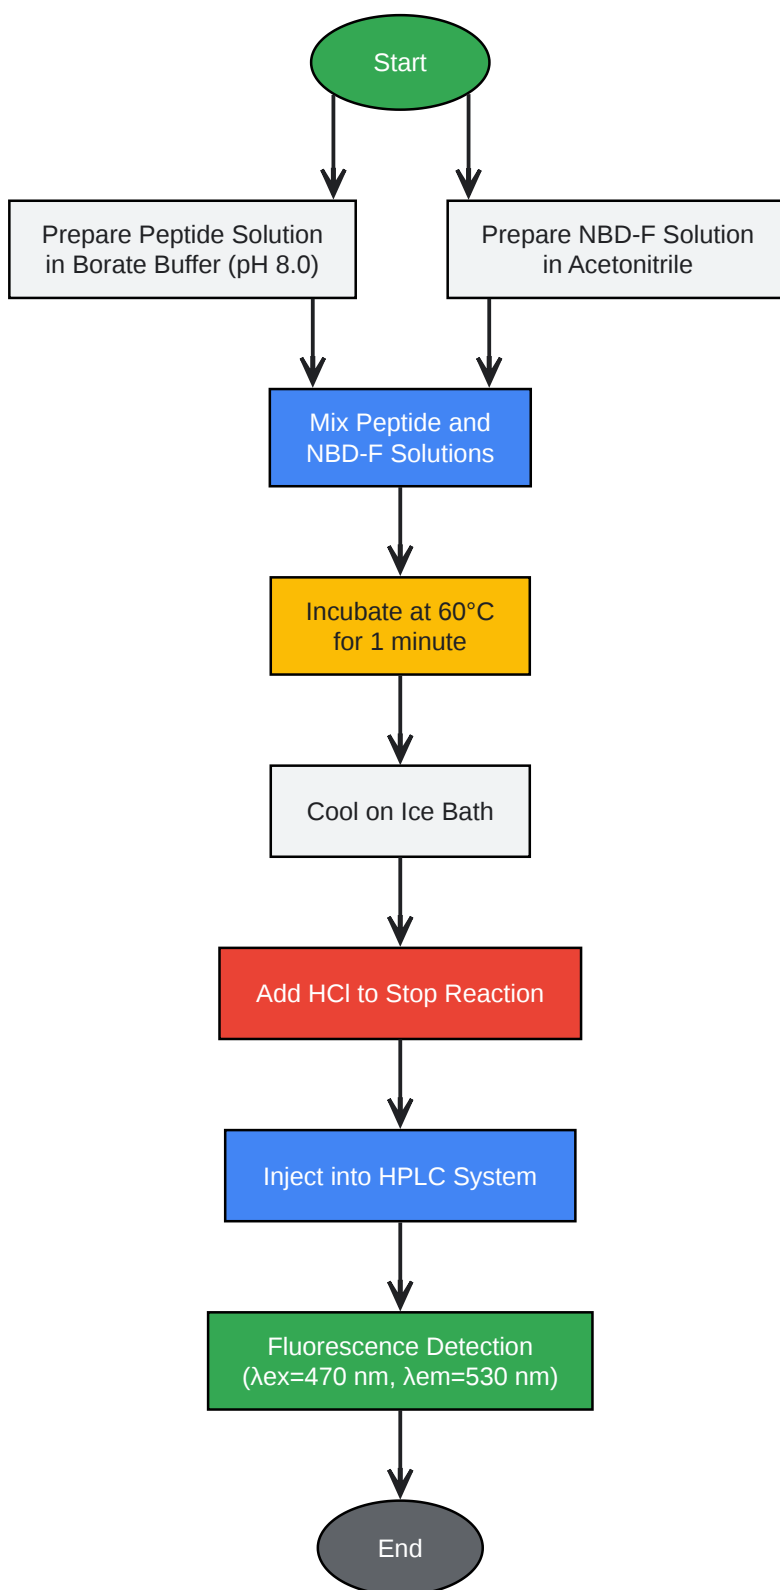 Start
Prepare Peptide Solution
in Borate Buffer (pH 8.0)
Prepare NBD-F Solution
in Acetonitrile
Mix Peptide and
NBD-F Solutions
Incubate at 60°C
for 1 minute
Cool on Ice Bath
Add HCl to Stop Reaction
Inject into HPLC System
Fluorescence Detection
(λex=470 nm, λem=530 nm)
End